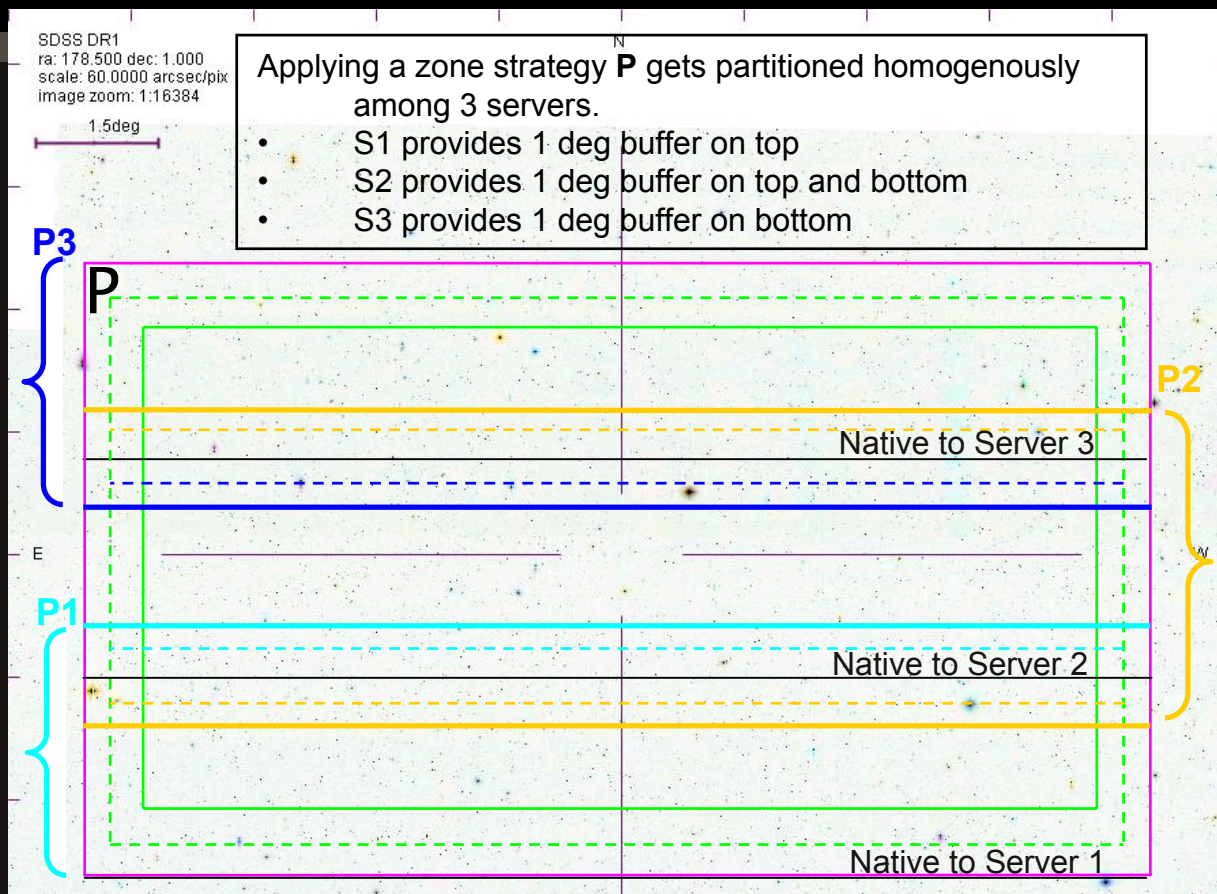 SDSS DR1
ra: 178.500 dec: 1.000
scale: 60.0000 arcsec/pix
image zoom: 1:16384
1.5deg
N
Applying a zone strategy P gets partitioned homogenously
among 3 servers.
• S1 provides 1 deg buffer on top
• S2 provides 1 deg buffer on top and bottom
• S3 provides 1 deg buffer on bottom
P3
P
P2
Native to Server 3
E
W
P1
Native to Server 2
Native to Server 1